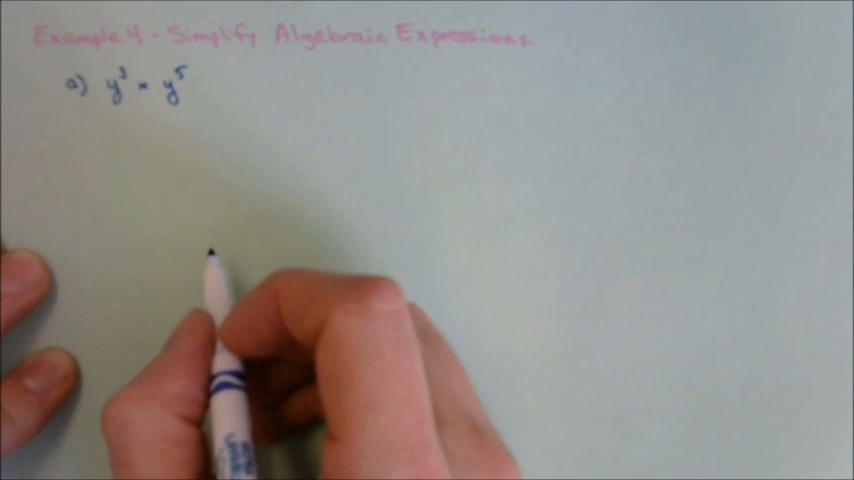 Example 4 - Simplify Algebraic Expressions.
a) y³ × y⁵